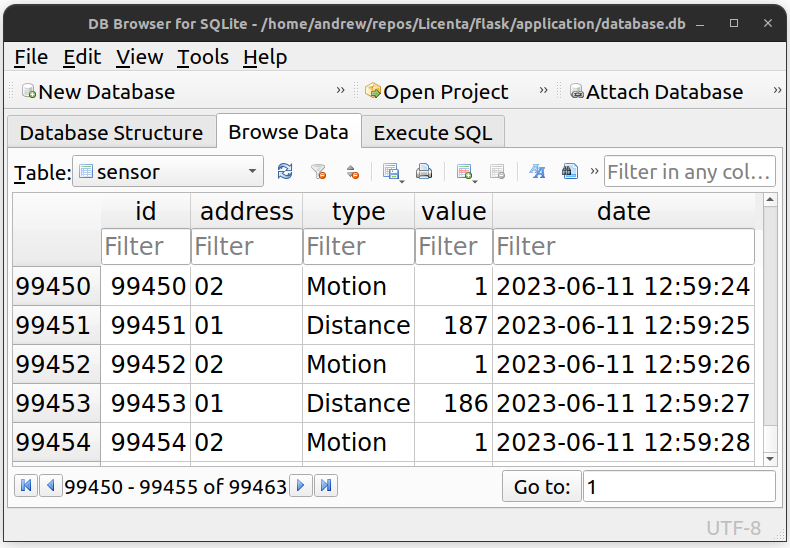 DB Browser for SQLite - /home/andrew/repos/Licenta/flask/application/database.db
File Edit View Tools Help
New Database » Open Project » Attach Database »
Database Structure Browse Data Execute SQL
Table: sensor » Filter in any col...
id address type value date
Filter Filter Filter Filter Filter
99450 99450 02 Motion 1 2023-06-11 12:59:24
99451 99451 01 Distance 187 2023-06-11 12:59:25
99452 99452 02 Motion 1 2023-06-11 12:59:26
99453 99453 01 Distance 186 2023-06-11 12:59:27
99454 99454 02 Motion 1 2023-06-11 12:59:28
99450 - 99455 of 99463 Go to: 1
UTF-8